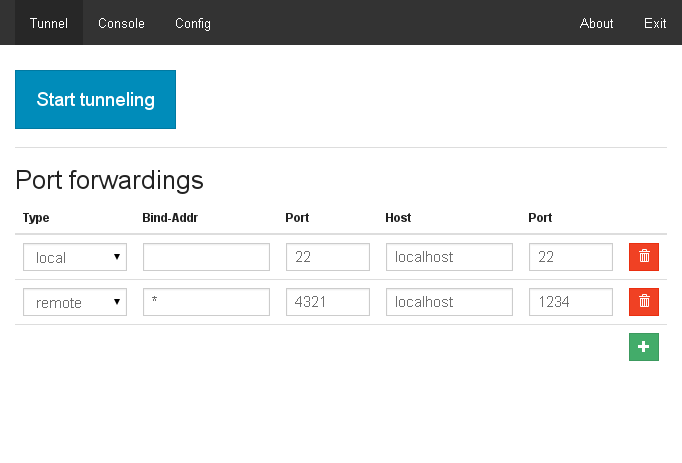 Tunnel Console Config About Exit
Start tunneling
Port forwardings
Type Bind-Addr Port Host Port
local 22 localhost 22
remote * 4321 localhost 1234